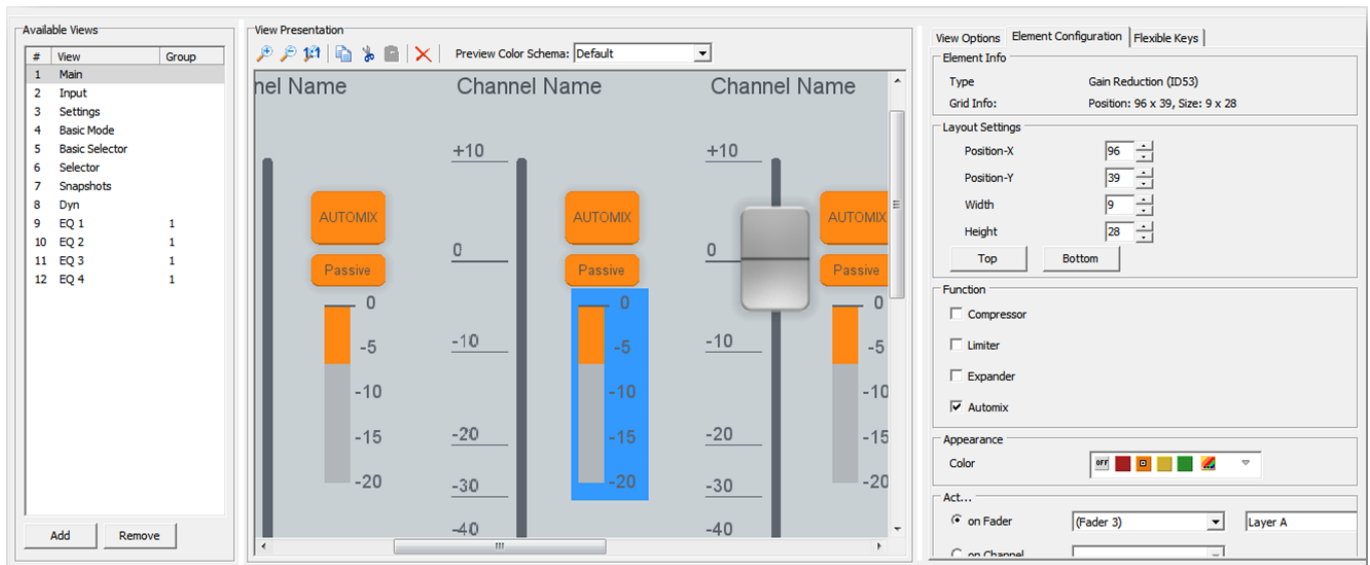 Available Views
# View Group
1 Main
2 Input
3 Settings
4 Basic Mode
5 Basic Selector
6 Selector
7 Snapshots
8 Dyn
9 EQ 1 1
10 EQ 2 1
11 EQ 3 1
12 EQ 4 1
Add Remove
View Presentation
1:1 Preview Color Schema: Default
nel Name Channel Name Channel Name
+10 +10
AUTOMIX AUTOMIX AUTOMIX
0 0
Passive Passive Passive
0 0 0
-10 -10
-5 -5 -5
-10 -10 -10
-20 -20
-15 -15 -15
-20 -20 -20
-30 -30
-40 -40
View Options Element Configuration Flexible Keys
Element Info
Type Gain Reduction (ID53)
Grid Info: Position: 96 x 39, Size: 9 x 28
Layout Settings
Position-X 96
Position-Y 39
Width 9
Height 28
Top Bottom
Function
Compressor
Limiter
Expander
Automix
Appearance
Color OFF
Act...
on Fader (Fader 3) Layer A
on Channel